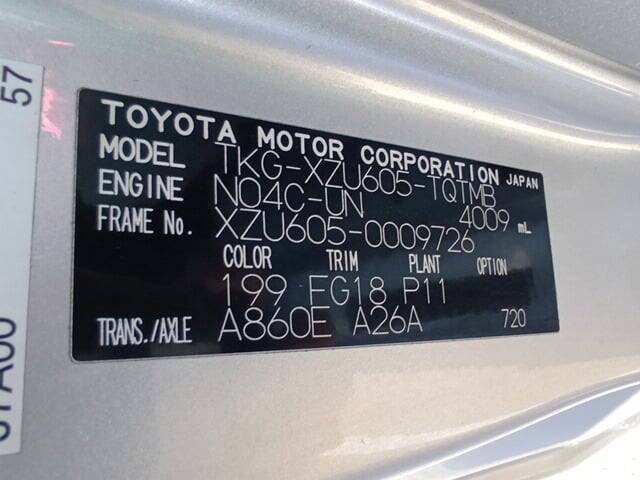 TOYOTA MOTOR CORPORATION JAPAN
MODEL TKG-XZU605-TQTMB
ENGINE N04C-UN 4009 mL
FRAME No. XZU605-0009726
COLOR TRIM PLANT OPTION
199 FG18 P11
TRANS./AXLE A860E A26A 720
57